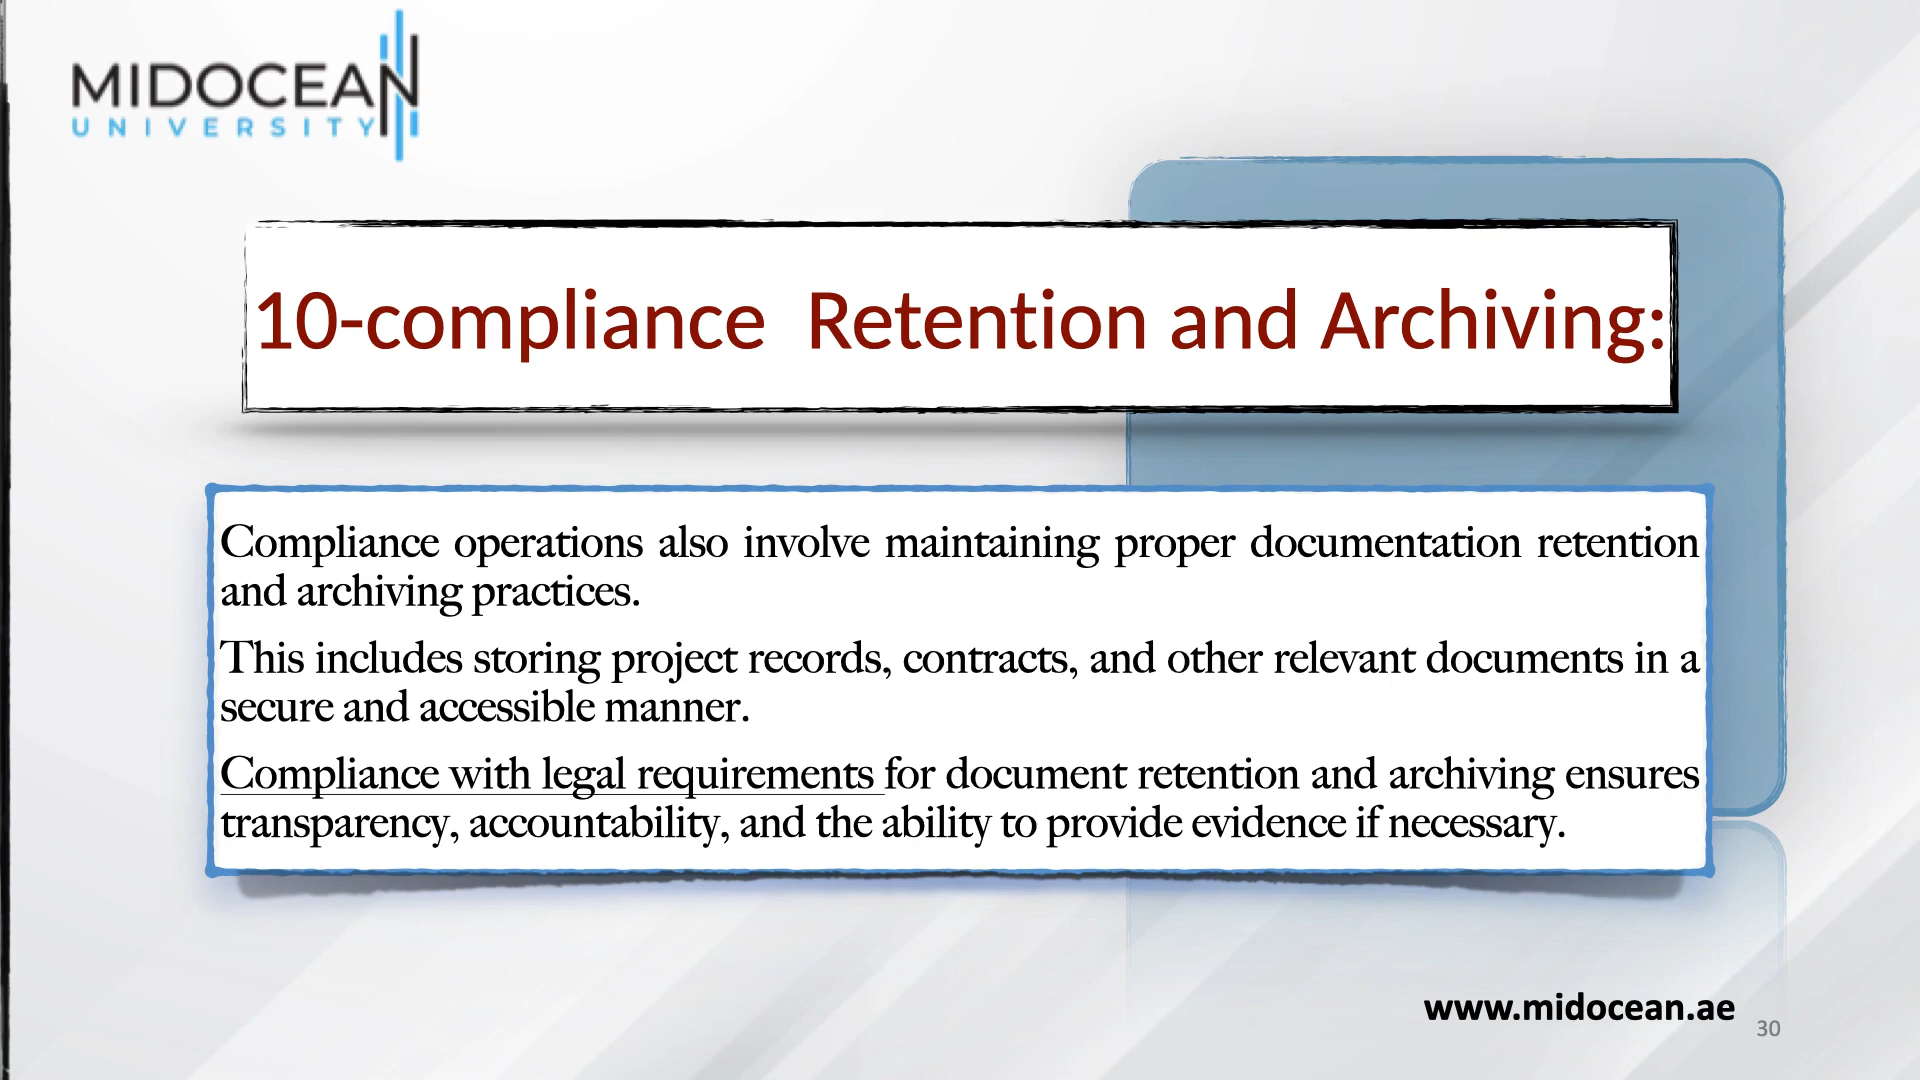 MIDOCEAN
UNIVERSITY
10-compliance  Retention and Archiving:
Compliance operations also involve maintaining proper documentation retention
and archiving practices.
This includes storing project records, contracts, and other relevant documents in a
secure and accessible manner.
Compliance with legal requirements for document retention and archiving ensures
transparency, accountability, and the ability to provide evidence if necessary.
www.midocean.ae
30